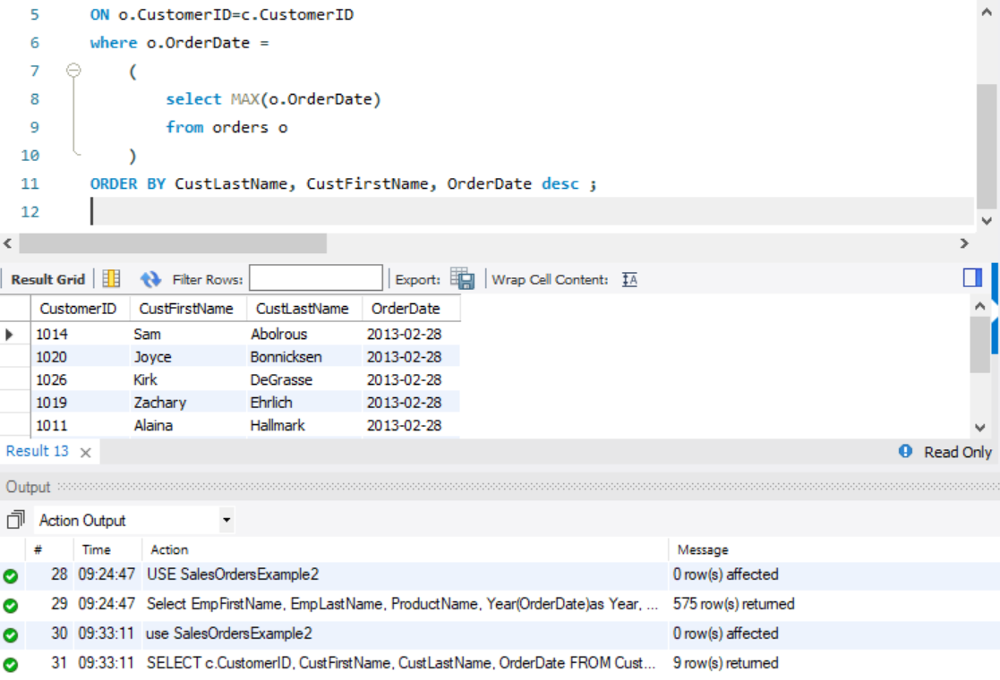 5 ON o.CustomerID=c.CustomerID
6 where o.OrderDate =
7 (
8 select MAX(o.OrderDate)
9 from orders o
10 )
11 ORDER BY CustLastName, CustFirstName, OrderDate desc ;
12
Result Grid Filter Rows: Export: Wrap Cell Content: IA
CustomerID CustFirstName CustLastName OrderDate
1014 Sam Abolrous 2013-02-28
1020 Joyce Bonnicksen 2013-02-28
1026 Kirk DeGrasse 2013-02-28
1019 Zachary Ehrlich 2013-02-28
1011 Alaina Hallmark 2013-02-28
Result 13 Read Only
Output
Action Output
# Time Action Message
28 09:24:47 USE SalesOrdersExample2 0 row(s) affected
29 09:24:47 Select EmpFirstName, EmpLastName, ProductName, Year(OrderDate)as Year, ... 575 row(s) returned
30 09:33:11 use SalesOrdersExample2 0 row(s) affected
31 09:33:11 SELECT c.CustomerID, CustFirstName, CustLastName, OrderDate FROM Cust... 9 row(s) returned